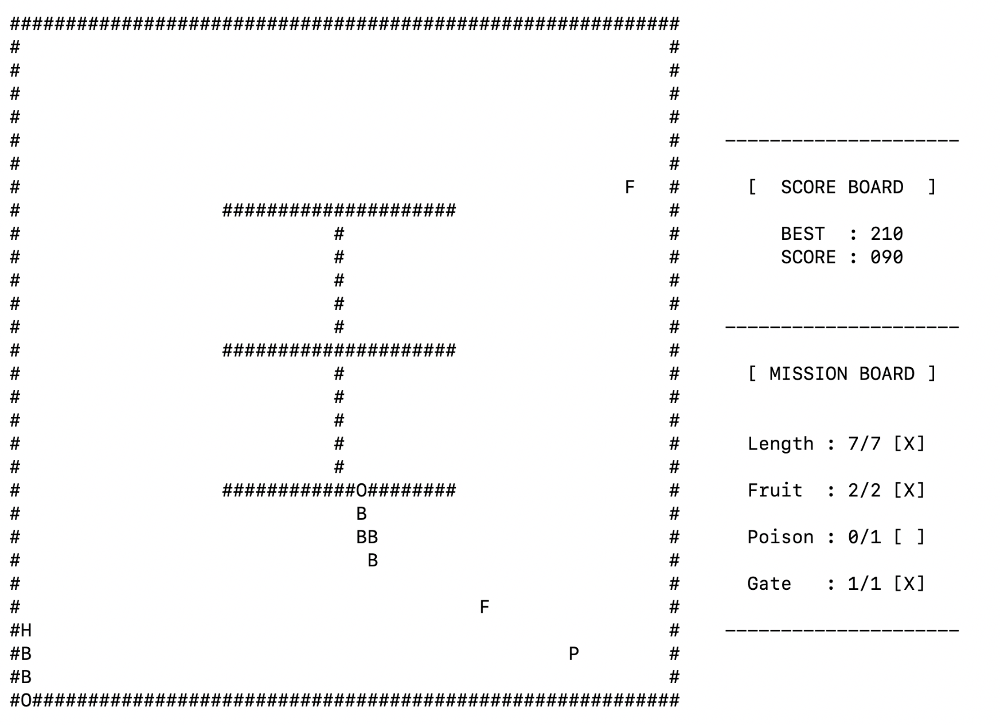 ############################################################
#                                                          #
#                                                          #
#                                                          #
#                                                          #
#                                                          #    ---------------------
#                                                          #
#                                                      F   #      [  SCORE BOARD  ]
#                  #####################                   #
#                            #                             #         BEST  : 210
#                            #                             #         SCORE : 090
#                            #                             #
#                            #                             #
#                            #                             #    ---------------------
#                  #####################                   #
#                            #                             #      [ MISSION BOARD ]
#                            #                             #
#                            #                             #
#                            #                             #      Length : 7/7 [X]
#                            #                             #
#                  ############O########                   #      Fruit  : 2/2 [X]
#                              B                           #
#                              BB                          #      Poison : 0/1 [ ]
#                               B                          #
#                                                          #      Gate   : 1/1 [X]
#                                         F                #
#H                                                         #    ---------------------
#B                                                P        #
#B                                                         #
#O##########################################################